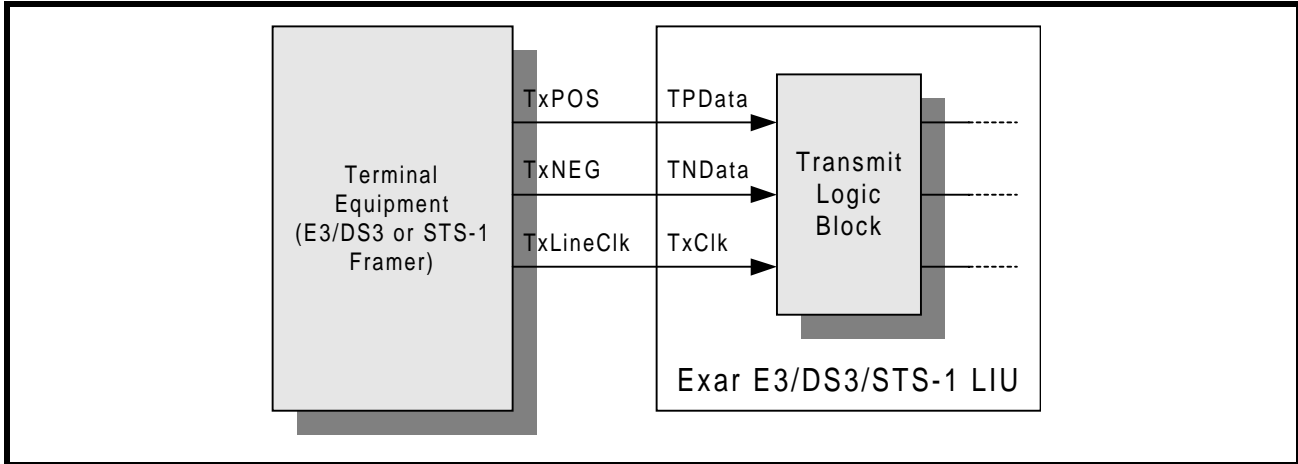 Terminal
Equipment
(E3/DS3 or STS-1
Framer)
TxPOS
TxNEG
TxLineClk
TPData
TNData
TxClk
Transmit
Logic
Block
Exar E3/DS3/STS-1 LIU